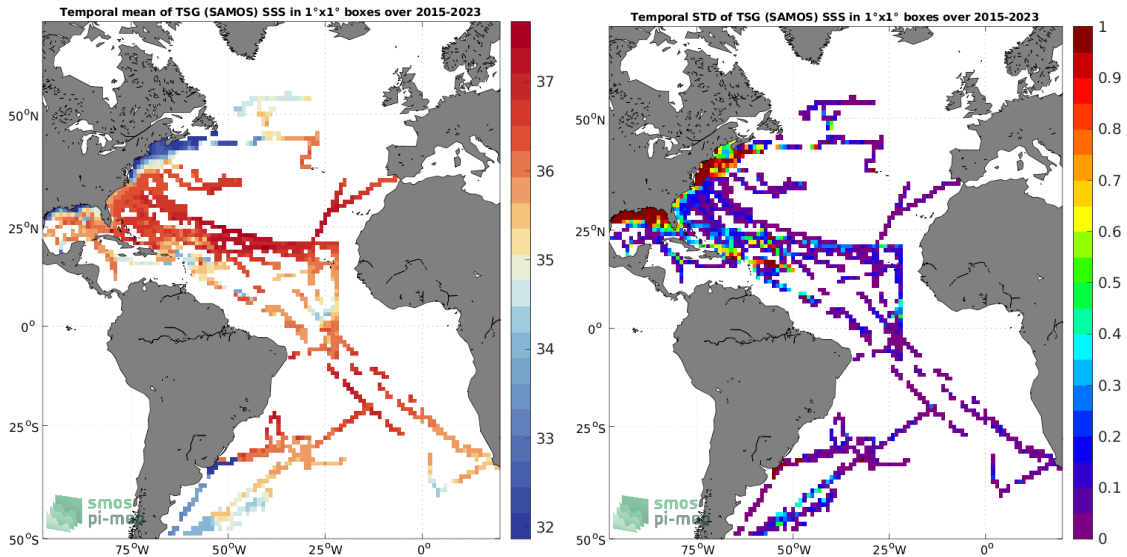 Temporal mean of TSG (SAMOS) SSS in 1°x1° boxes over 2015-2023
50°N
25°N
0°
25°S
50°S
75°W
50°W
25°W
0°
37
36
35
34
33
32
smos
pi-mep
Temporal STD of TSG (SAMOS) SSS in 1°x1° boxes over 2015-2023
50°N
25°N
0°
25°S
50°S
75°W
50°W
25°W
0°
1
0.9
0.8
0.7
0.6
0.5
0.4
0.3
0.2
0.1
0
smos
pi-mep